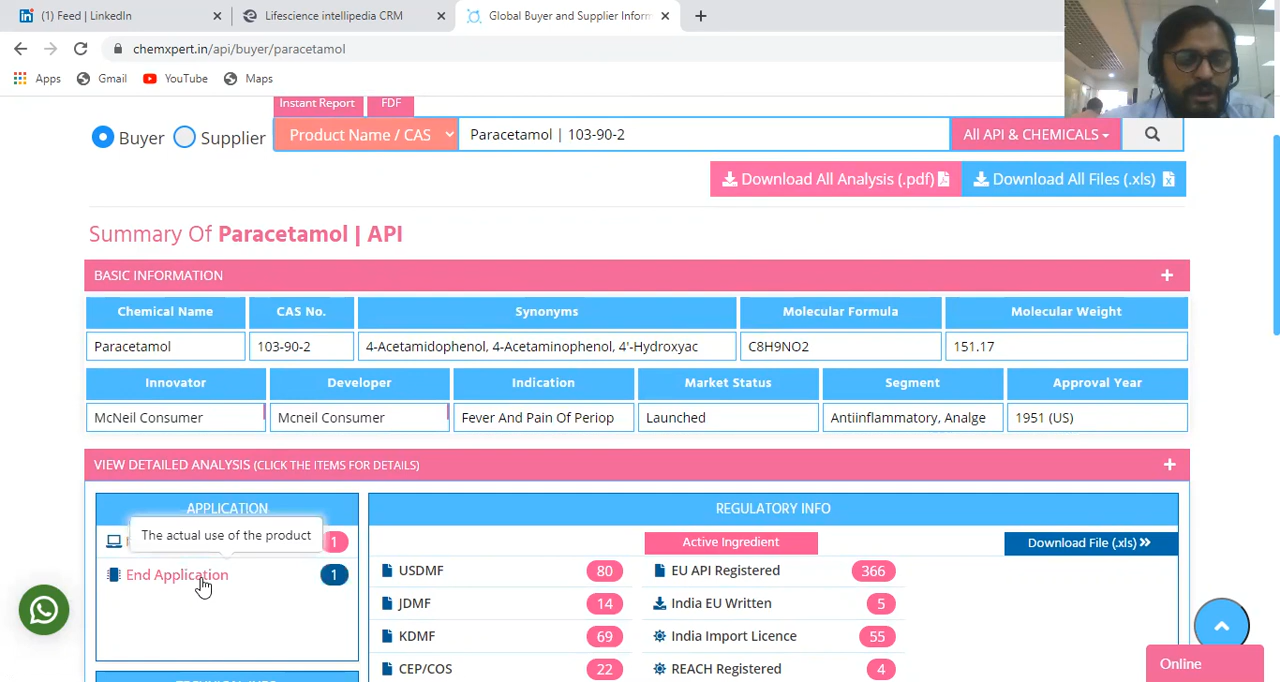 (1) Feed | LinkedIn
Lifescience intellipedia CRM
Global Buyer and Supplier Inform
chemxpert.in/api/buyer/paracetamol
Apps Gmail YouTube Maps
Instant Report FDF
Buyer Supplier Product Name / CAS Paracetamol | 103-90-2 All API & CHEMICALS
Download All Analysis (.pdf) Download All Files (.xls)
Summary Of Paracetamol | API
BASIC INFORMATION +
Chemical Name CAS No. Synonyms Molecular Formula Molecular Weight
Paracetamol 103-90-2 4-Acetamidophenol, 4-Acetaminophenol, 4'-Hydroxyac C8H9NO2 151.17
Innovator Developer Indication Market Status Segment Approval Year
McNeil Consumer Mcneil Consumer Fever And Pain Of Periop Launched Antiinflammatory, Analge 1951 (US)
VIEW DETAILED ANALYSIS (CLICK THE ITEMS FOR DETAILS) +
APPLICATION
The actual use of the product 1
End Application 1
REGULATORY INFO
Active Ingredient Download File (.xls)
USDMF 80 EU API Registered 366
JDMF 14 India EU Written 5
KDMF 69 India Import Licence 55
CEP/COS 22 REACH Registered 4
Online